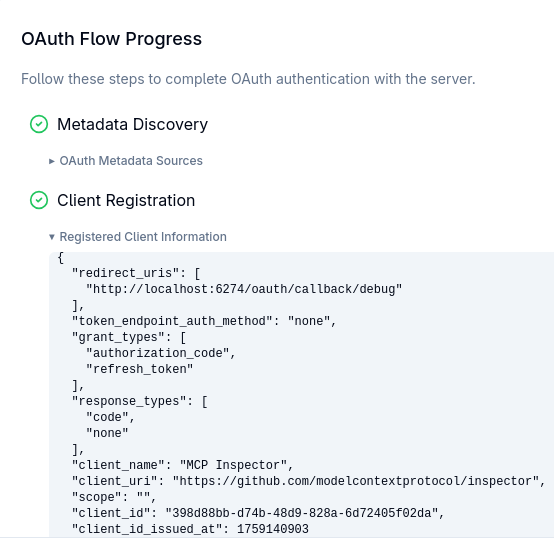 OAuth Flow Progress
Follow these steps to complete OAuth authentication with the server.
Metadata Discovery
▸ OAuth Metadata Sources
Client Registration
▾ Registered Client Information
{
  "redirect_uris": [
    "http://localhost:6274/oauth/callback/debug"
  ],
  "token_endpoint_auth_method": "none",
  "grant_types": [
    "authorization_code",
    "refresh_token"
  ],
  "response_types": [
    "code",
    "none"
  ],
  "client_name": "MCP Inspector",
  "client_uri": "https://github.com/modelcontextprotocol/inspector",
  "scope": "",
  "client_id": "398d88bb-d74b-48d9-828a-6d72405f02da",
  "client_id_issued_at": 1759140903